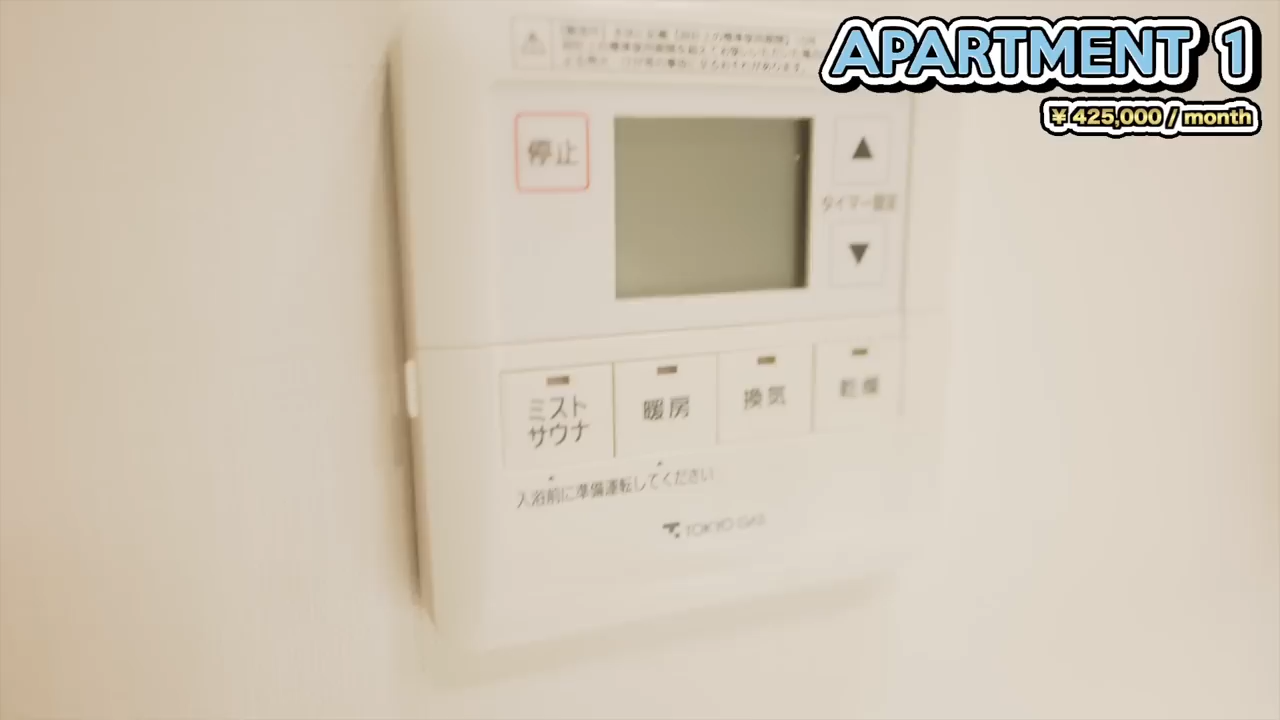 APARTMENT 1
¥ 425,000 / month
停止
タイマー設定
ミスト
サウナ
暖房
換気
乾燥
入浴前に準備運転してください
TOKYO GAS